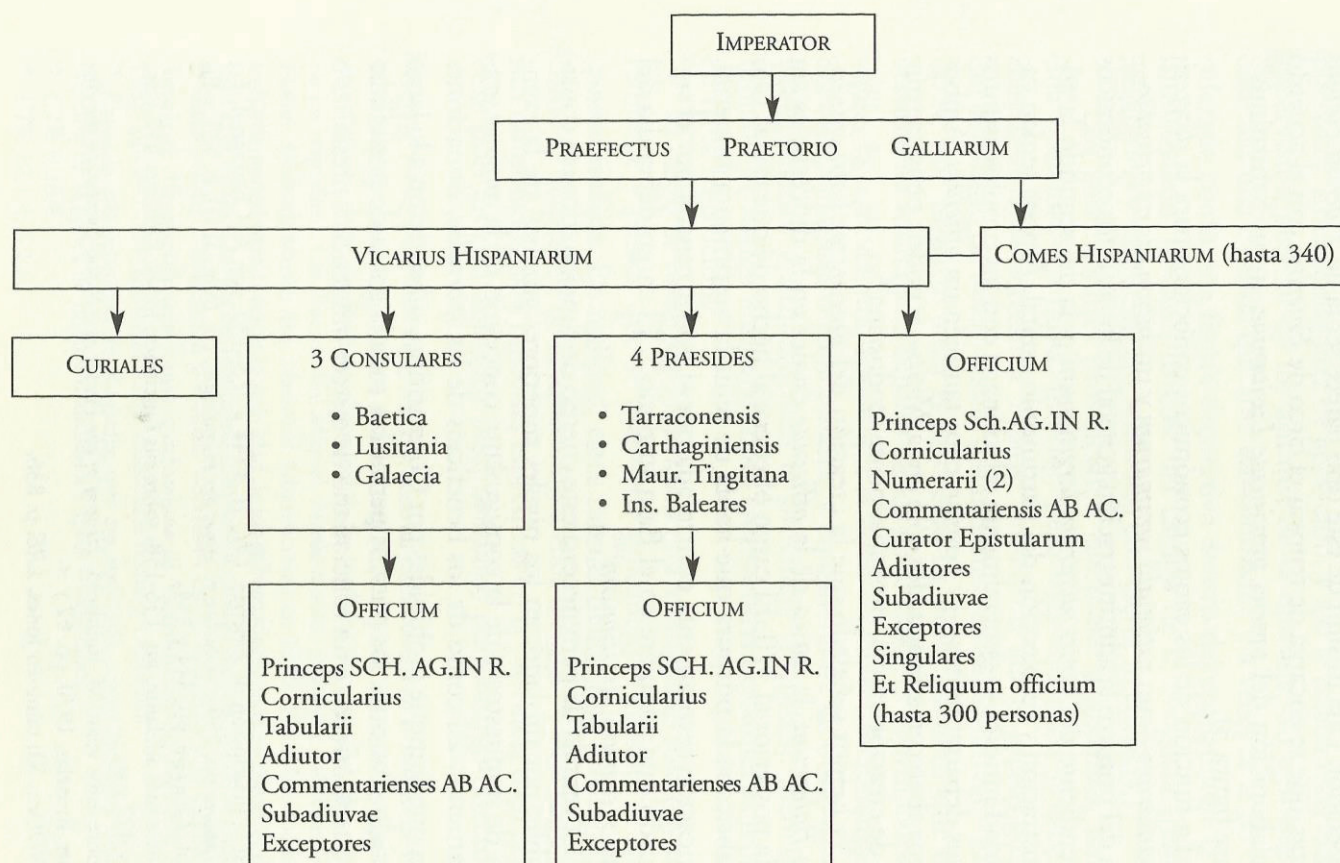 IMPERATOR
PRAEFECTUS PRAETORIO GALLIARUM
VICARIUS HISPANIARUM
COMES HISPANIARUM (hasta 340)
CURIALES
3 CONSULARES
• Baetica
• Lusitania
• Galaecia
4 PRAESIDES
• Tarraconensis
• Carthaginiensis
• Maur. Tingitana
• Ins. Baleares
OFFICIUM
Princeps Sch.AG.IN R.
Cornicularius
Numerarii (2)
Commentariensis AB AC.
Curator Epistularum
Adiutores
Subadiuvae
Exceptores
Singulares
Et Reliquum officium
(hasta 300 personas)
OFFICIUM
Princeps SCH. AG.IN R.
Cornicularius
Tabularii
Adiutor
Commentarienses AB AC.
Subadiuvae
Exceptores
OFFICIUM
Princeps SCH. AG.IN R.
Cornicularius
Tabularii
Adiutor
Commentarienses AB AC.
Subadiuvae
Exceptores